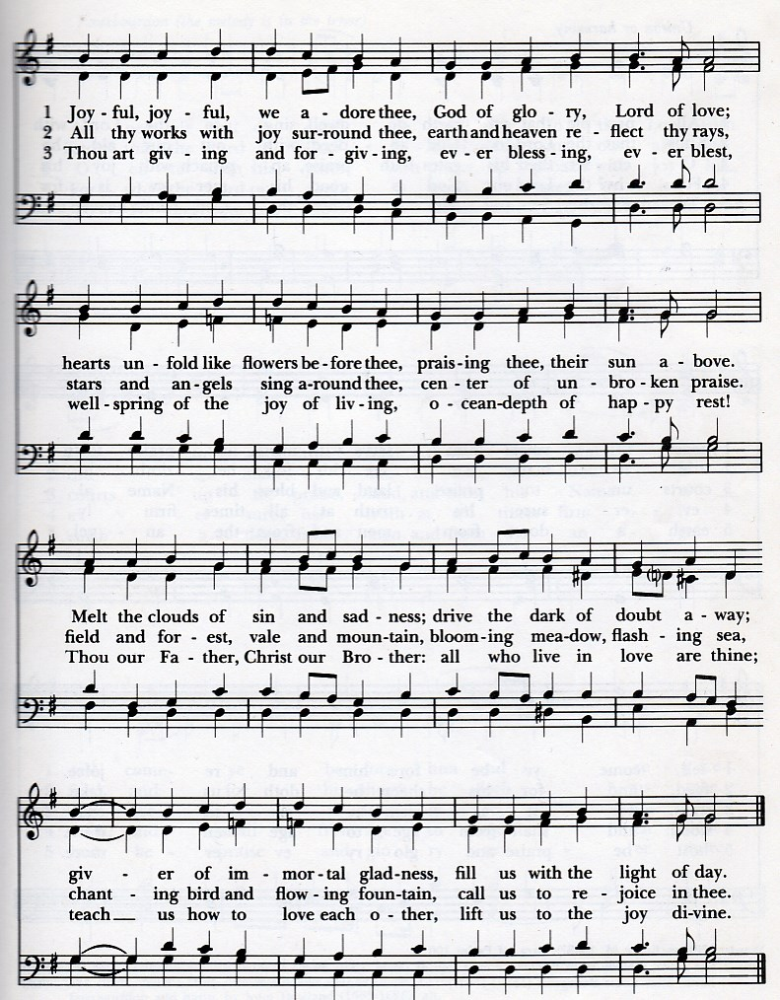 1 Joy - ful, joy - ful, we a - dore thee, God of glo - ry, Lord of love;
2 All thy works with joy sur-round thee, earth and heaven re - flect thy rays,
3 Thou art giv - ing and for - giv - ing, ev - er bless - ing, ev - er blest,
hearts un - fold like flowers be - fore thee, prais - ing thee, their sun a - bove.
stars and an - gels sing a-round thee, cen - ter of un - bro - ken praise.
well - spring of the joy of liv - ing, o - cean-depth of hap - py rest!
Melt the clouds of sin and sad - ness; drive the dark of doubt a - way;
field and for - est, vale and moun - tain, bloom - ing mea - dow, flash - ing sea,
Thou our Fa - ther, Christ our Bro - ther: all who live in love are thine;
giv - er of im - mor - tal glad - ness, fill us with the light of day.
chant - ing bird and flow - ing foun - tain, call us to re - joice in thee.
teach us how to love each o - ther, lift us to the joy di - vine.